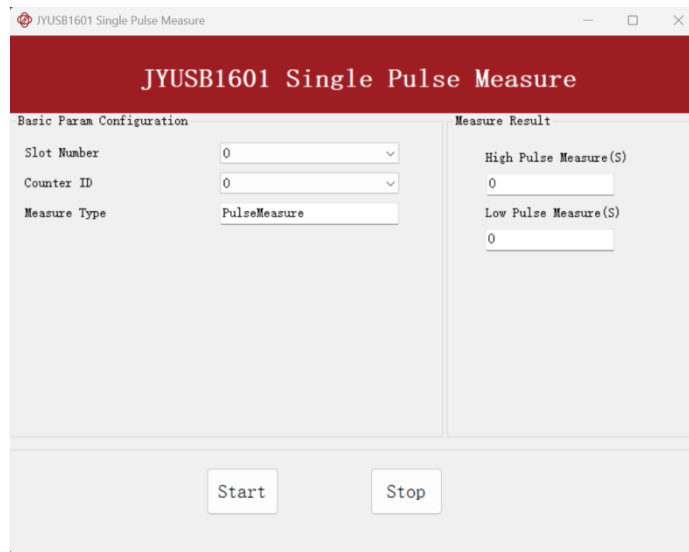 JYUSB1601 Single Pulse Measure
JYUSB1601 Single Pulse Measure
Basic Param Configuration
Slot Number 0
Counter ID 0
Measure Type PulseMeasure
Measure Result
High Pulse Measure(S)
0
Low Pulse Measure(S)
0
Start Stop